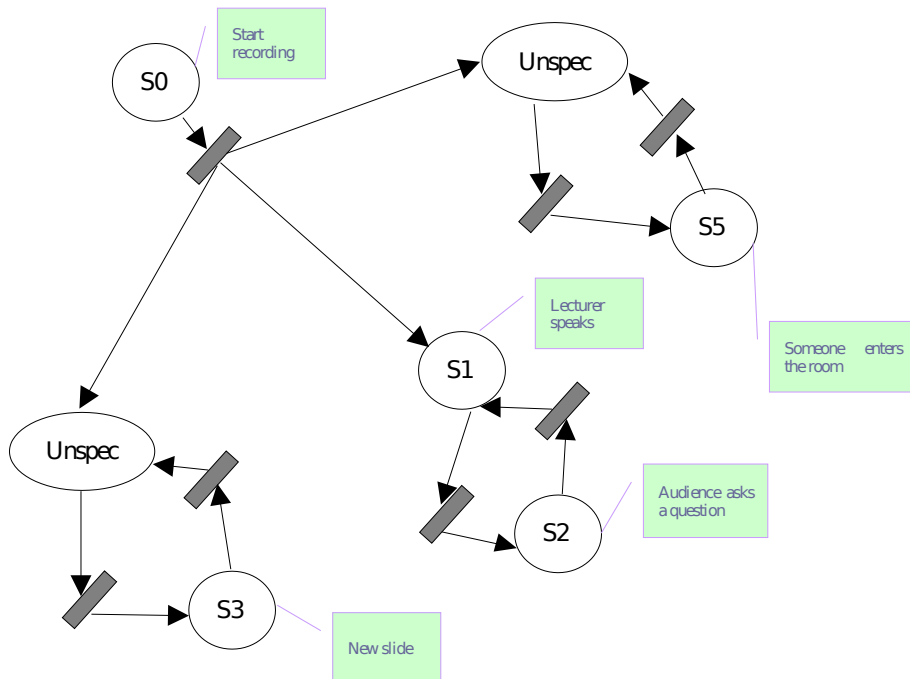 Start
recording
S0
Unspec
S5
Lecturer
speaks
Someone enters
the room
S1
Unspec
Audience asks
a question
S2
S3
New slide